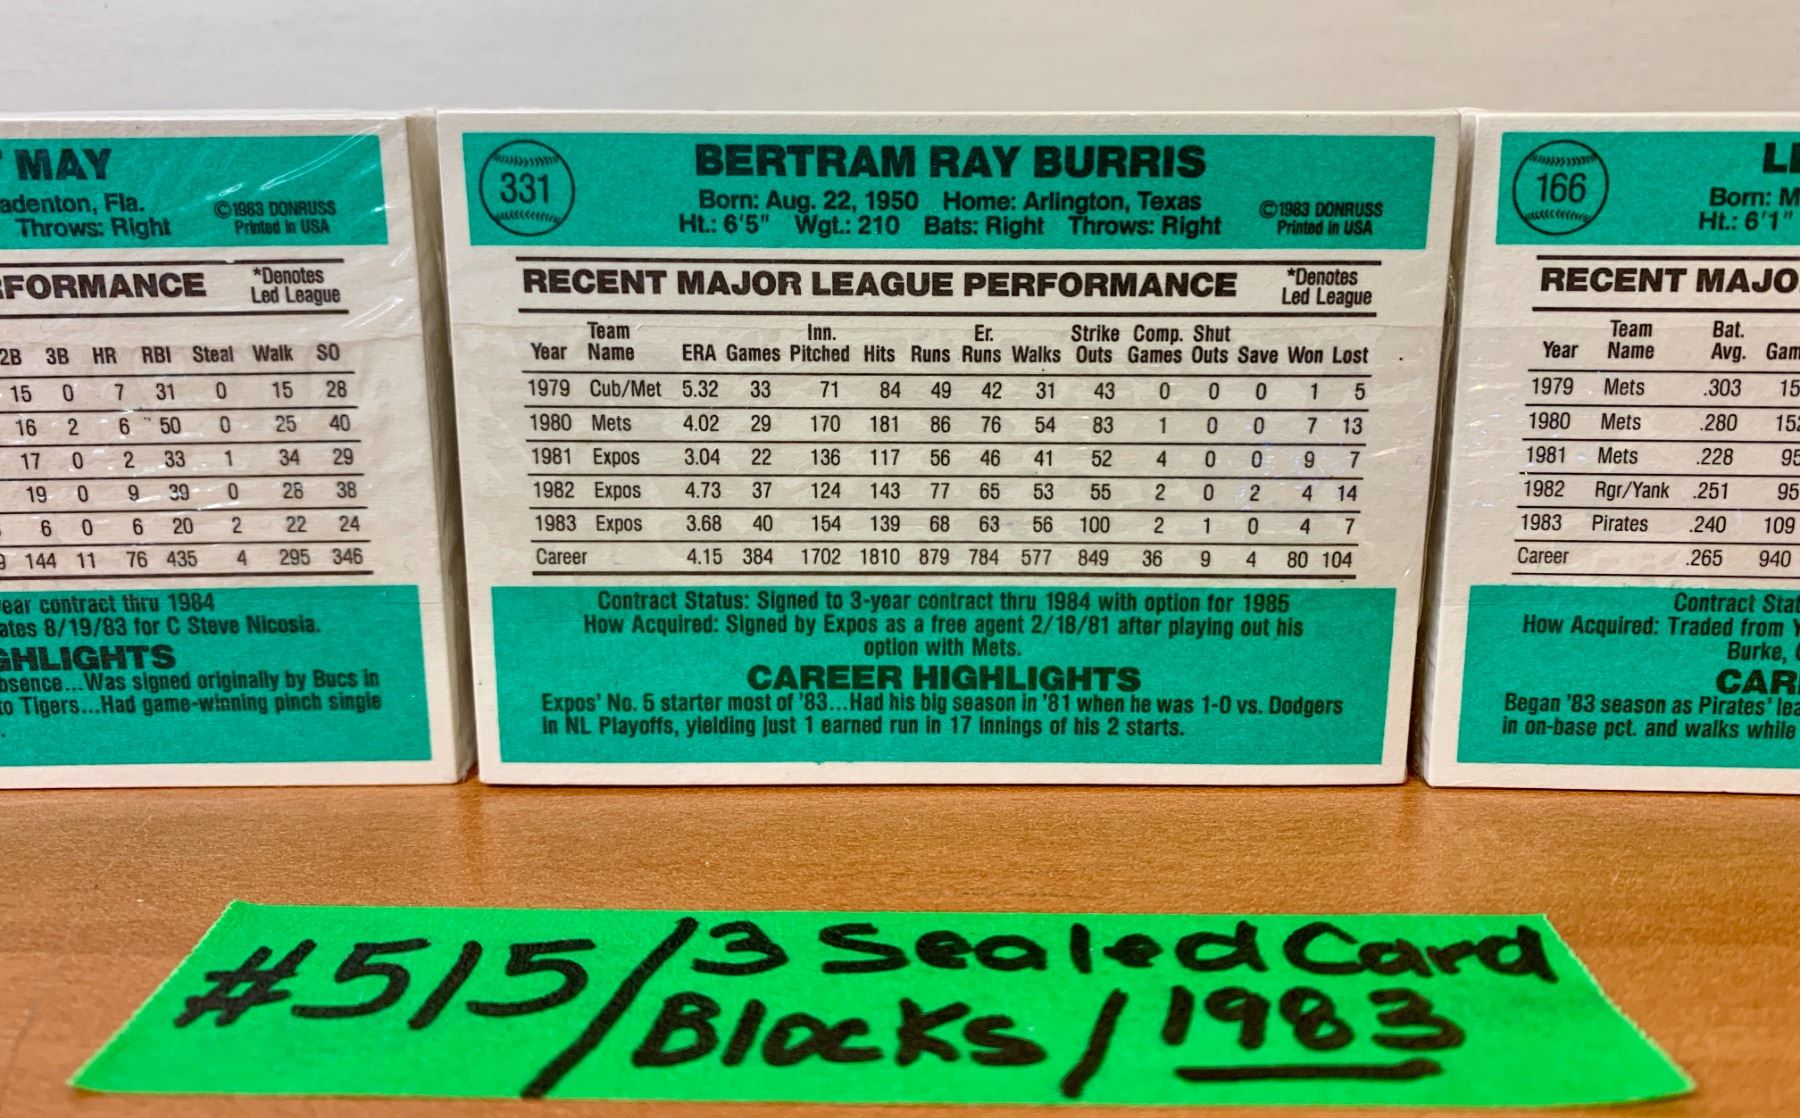 MAY
adenton, Fla.
Throws: Right
©1983 DONRUSS
Printed in USA
RFORMANCE
*Denotes
Led League
2B 3B HR RBI Steal Walk SO
15 0 7 31 0 15 28
16 2 6 50 0 25 40
17 0 2 33 1 34 29
19 0 9 39 0 28 38
6 0 6 20 2 22 24
9 144 11 76 435 4 295 346
ear contract thru 1984
ates 8/19/83 for C Steve Nicosia.
GHLIGHTS
bsence...Was signed originally by Bucs in
to Tigers...Had game-winning pinch single
331
BERTRAM RAY BURRIS
Born: Aug. 22, 1950 Home: Arlington, Texas
Ht.: 6'5" Wgt.: 210 Bats: Right Throws: Right
©1983 DONRUSS
Printed in USA
RECENT MAJOR LEAGUE PERFORMANCE
*Denotes
Led League
Team Inn. Er. Strike Comp. Shut
Year Name ERA Games Pitched Hits Runs Runs Walks Outs Games Outs Save Won Lost
1979 Cub/Met 5.32 33 71 84 49 42 31 43 0 0 0 1 5
1980 Mets 4.02 29 170 181 86 76 54 83 1 0 0 7 13
1981 Expos 3.04 22 136 117 56 46 41 52 4 0 0 9 7
1982 Expos 4.73 37 124 143 77 65 53 55 2 0 2 4 14
1983 Expos 3.68 40 154 139 68 63 56 100 2 1 0 4 7
Career 4.15 384 1702 1810 879 784 577 849 36 9 4 80 104
Contract Status: Signed to 3-year contract thru 1984 with option for 1985
How Acquired: Signed by Expos as a free agent 2/18/81 after playing out his
option with Mets.
CAREER HIGHLIGHTS
Expos' No. 5 starter most of '83...Had his big season in '81 when he was 1-0 vs. Dodgers
in NL Playoffs, yielding just 1 earned run in 17 innings of his 2 starts.
166
LE
Born: M
Ht.: 6'1"
RECENT MAJO
Team Bat.
Year Name Avg. Gam
1979 Mets .303 15
1980 Mets .280 152
1981 Mets .228 95
1982 Rgr/Yank .251 95
1983 Pirates .240 109
Career .265 940
Contract Stat
How Acquired: Traded from Y
Burke,
CAR
Began '83 season as Pirates' lea
in on-base pct. and walks while
#515/3 Sealed Card
Blocks/1983